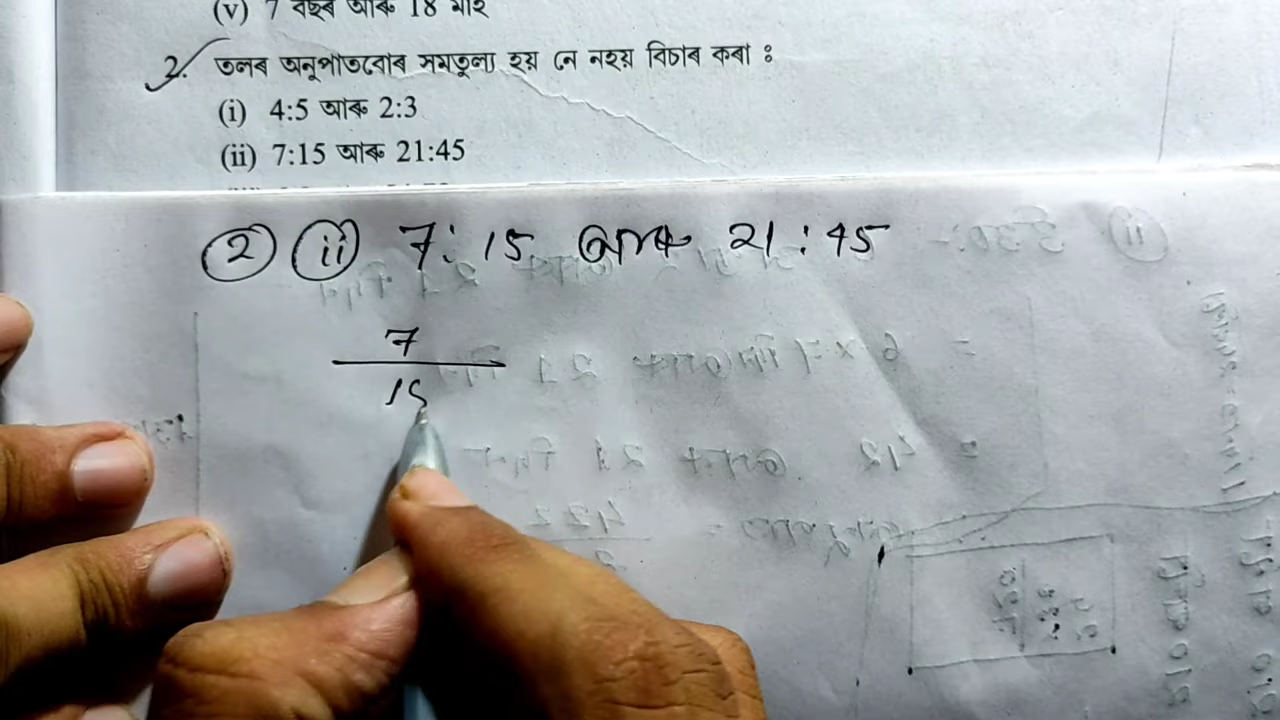 (v) 7 বছৰ আৰু 18 মাহ
2. তলৰ অনুপাতবোৰ সমতুল্য হয় নে নহয় বিচাৰ কৰা :
(i) 4:5 আৰু 2:3
(ii) 7:15 আৰু 21:45
2 ii 7:15 আৰু 21:45
7
15